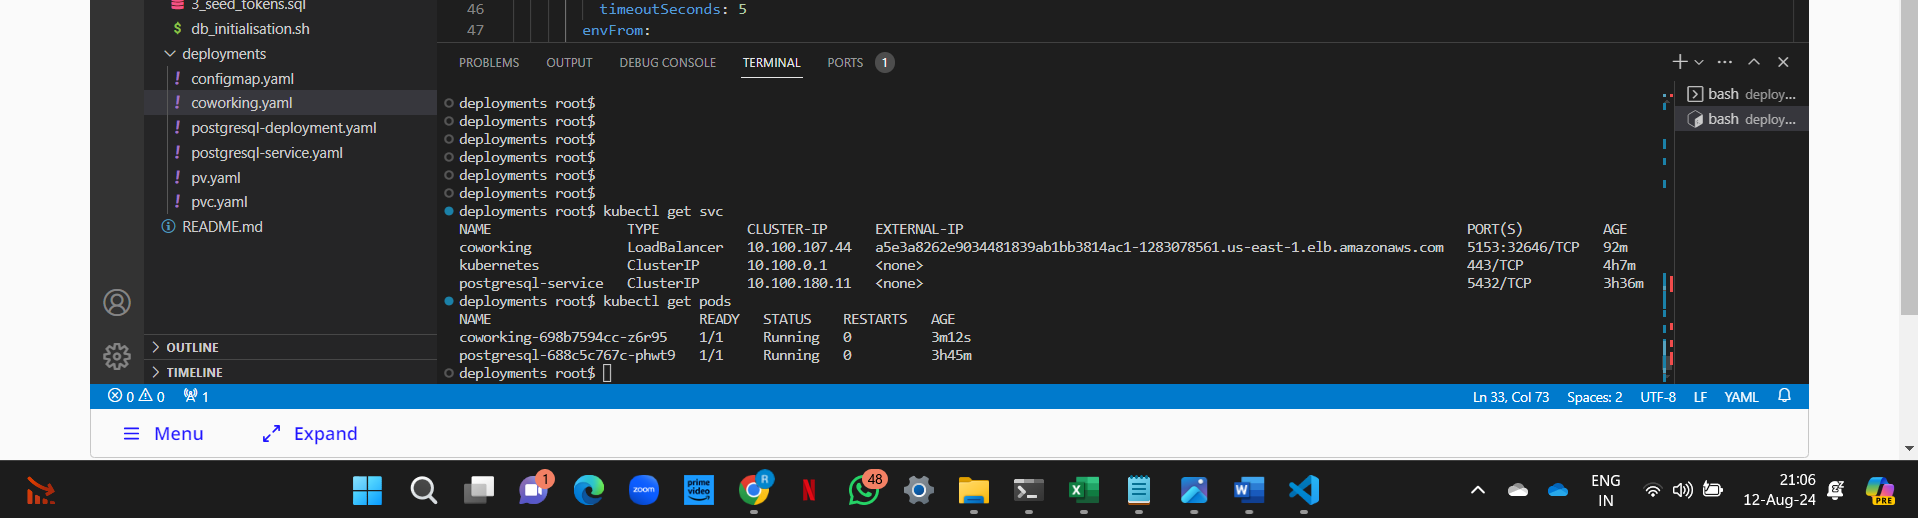 3_seed_tokens.sql
$ db_initialisation.sh
deployments
! configmap.yaml
! coworking.yaml
! postgresql-deployment.yaml
! postgresql-service.yaml
! pv.yaml
! pvc.yaml
README.md
OUTLINE
TIMELINE
46 timeoutSeconds: 5
47 envFrom:
PROBLEMS OUTPUT DEBUG CONSOLE TERMINAL PORTS 1
deployments root$
deployments root$
deployments root$
deployments root$
deployments root$
deployments root$
deployments root$ kubectl get svc
NAME TYPE CLUSTER-IP EXTERNAL-IP PORT(S) AGE
coworking LoadBalancer 10.100.107.44 a5e3a8262e9034481839ab1bb3814ac1-1283078561.us-east-1.elb.amazonaws.com 5153:32646/TCP 92m
kubernetes ClusterIP 10.100.0.1 <none> 443/TCP 4h7m
postgresql-service ClusterIP 10.100.180.11 <none> 5432/TCP 3h36m
deployments root$ kubectl get pods
NAME READY STATUS RESTARTS AGE
coworking-698b7594cc-z6r95 1/1 Running 0 3m12s
postgresql-688c5c767c-phwt9 1/1 Running 0 3h45m
deployments root$
bash deploy...
bash deploy...
0 0 1 Ln 33, Col 73 Spaces: 2 UTF-8 LF YAML
Menu Expand
1 zoom prime video R N 48 X W
ENG
IN
21:06
12-Aug-24
PRE